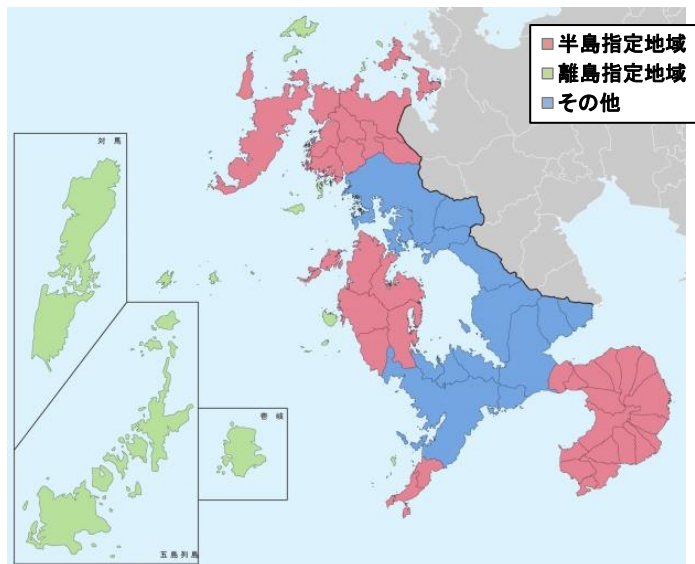 半島指定地域
離島指定地域
その他
対馬
壱岐
五島列島